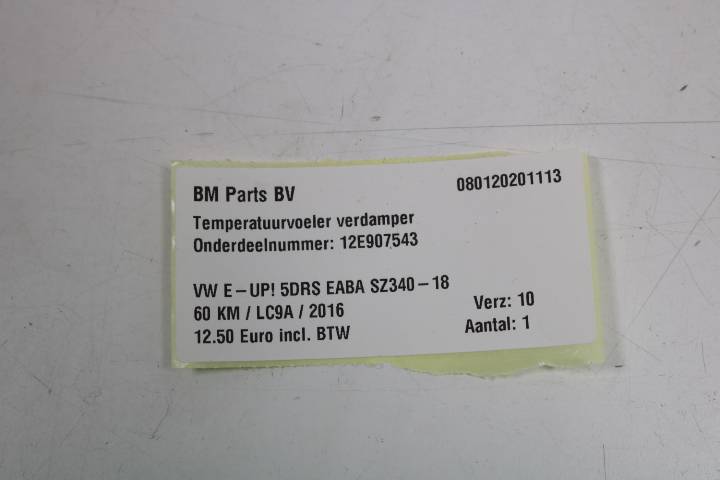 BM Parts BV 080120201113
Temperatuurvoeler verdamper
Onderdeelnummer: 12E907543
VW E-UP! 5DRS EABA SZ340-18
60 KM / LC9A / 2016 Verz: 10
12.50 Euro incl. BTW Aantal: 1